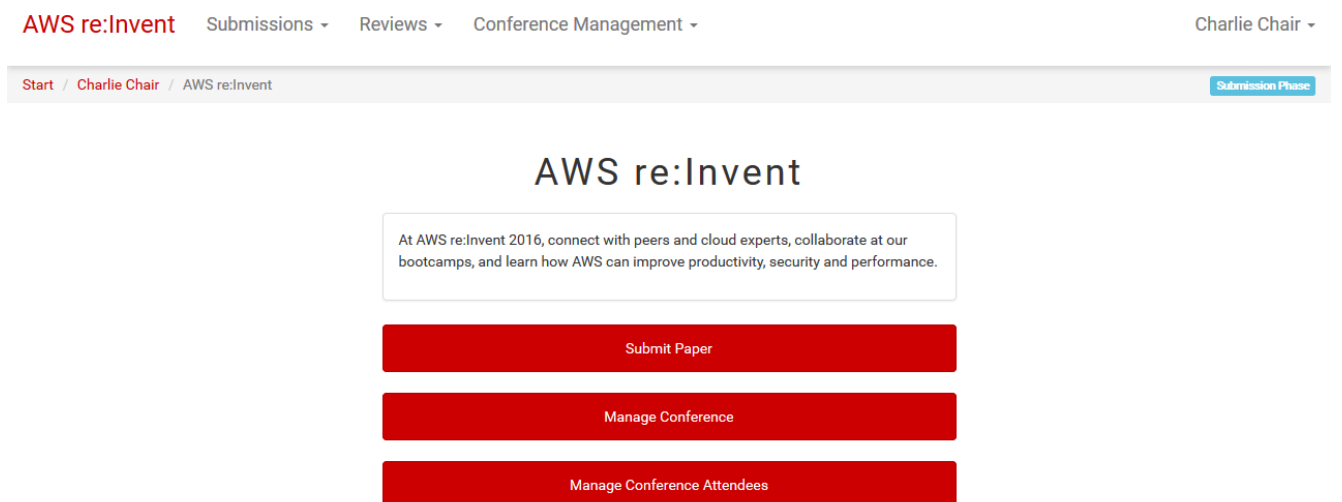 AWS re:Invent Submissions Reviews Conference Management Charlie Chair
Start / Charlie Chair / AWS re:Invent Submission Phase
AWS re:Invent
At AWS re:Invent 2016, connect with peers and cloud experts, collaborate at our
bootcamps, and learn how AWS can improve productivity, security and performance.
Submit Paper
Manage Conference
Manage Conference Attendees